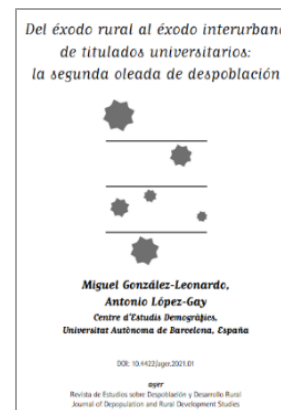 Del éxodo rural al éxodo interurbano
de titulados universitarios:
la segunda oleada de despoblación
Miguel González-Leonardo,
Antonio López-Gay
Centre d'Estudis Demogràfics,
Universitat Autònoma de Barcelona, España
DOI: 10.4422/ager.2021.01
ager
Revista de Estudios sobre Despoblación y Desarrollo Rural
Journal of Depopulation and Rural Development Studies